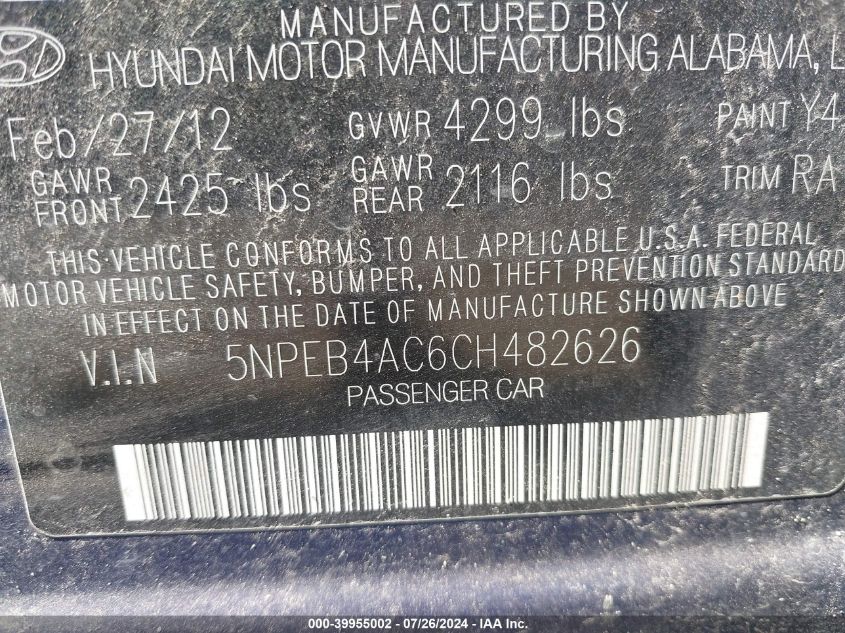 MANUFACTURED BY
HYUNDAI MOTOR MANUFACTURING ALABAMA, L
Feb/27/12 GVWR 4299 lbs PAINT Y4
GAWR FRONT 2425 lbs GAWR REAR 2116 lbs TRIM RA
THIS VEHICLE CONFORMS TO ALL APPLICABLE U.S.A. FEDERAL
MOTOR VEHICLE SAFETY, BUMPER, AND THEFT PREVENTION STANDARD
IN EFFECT ON THE DATE OF MANUFACTURE SHOWN ABOVE
V.I.N 5NPEB4AC6CH482626
PASSENGER CAR
000-39955002 - 07/26/2024 - IAA Inc.